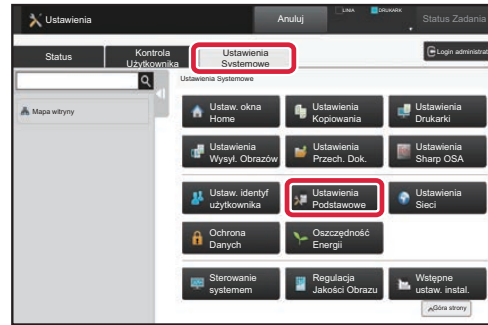 Ustawienia
Anuluj
LINIA
DRUKARK
Status Zadania
Status
Kontrola Użytkownika
Ustawienia Systemowe
Login administrat
Ustawienia Systemowe
Mapa witryny
Ustaw. okna Home
Ustawienia Kopiowania
Ustawienia Drukarki
Ustawienia Wysył. Obrazów
Ustawienia Przech. Dok.
Ustawienia Sharp OSA
Ustaw. identyf użytkownika
Ustawienia Podstawowe
Ustawienia Sieci
Ochrona Danych
Oszczędność Energii
Sterowanie systemem
Regulacja Jakości Obrazu
Wstępne ustaw. instal.
Góra strony